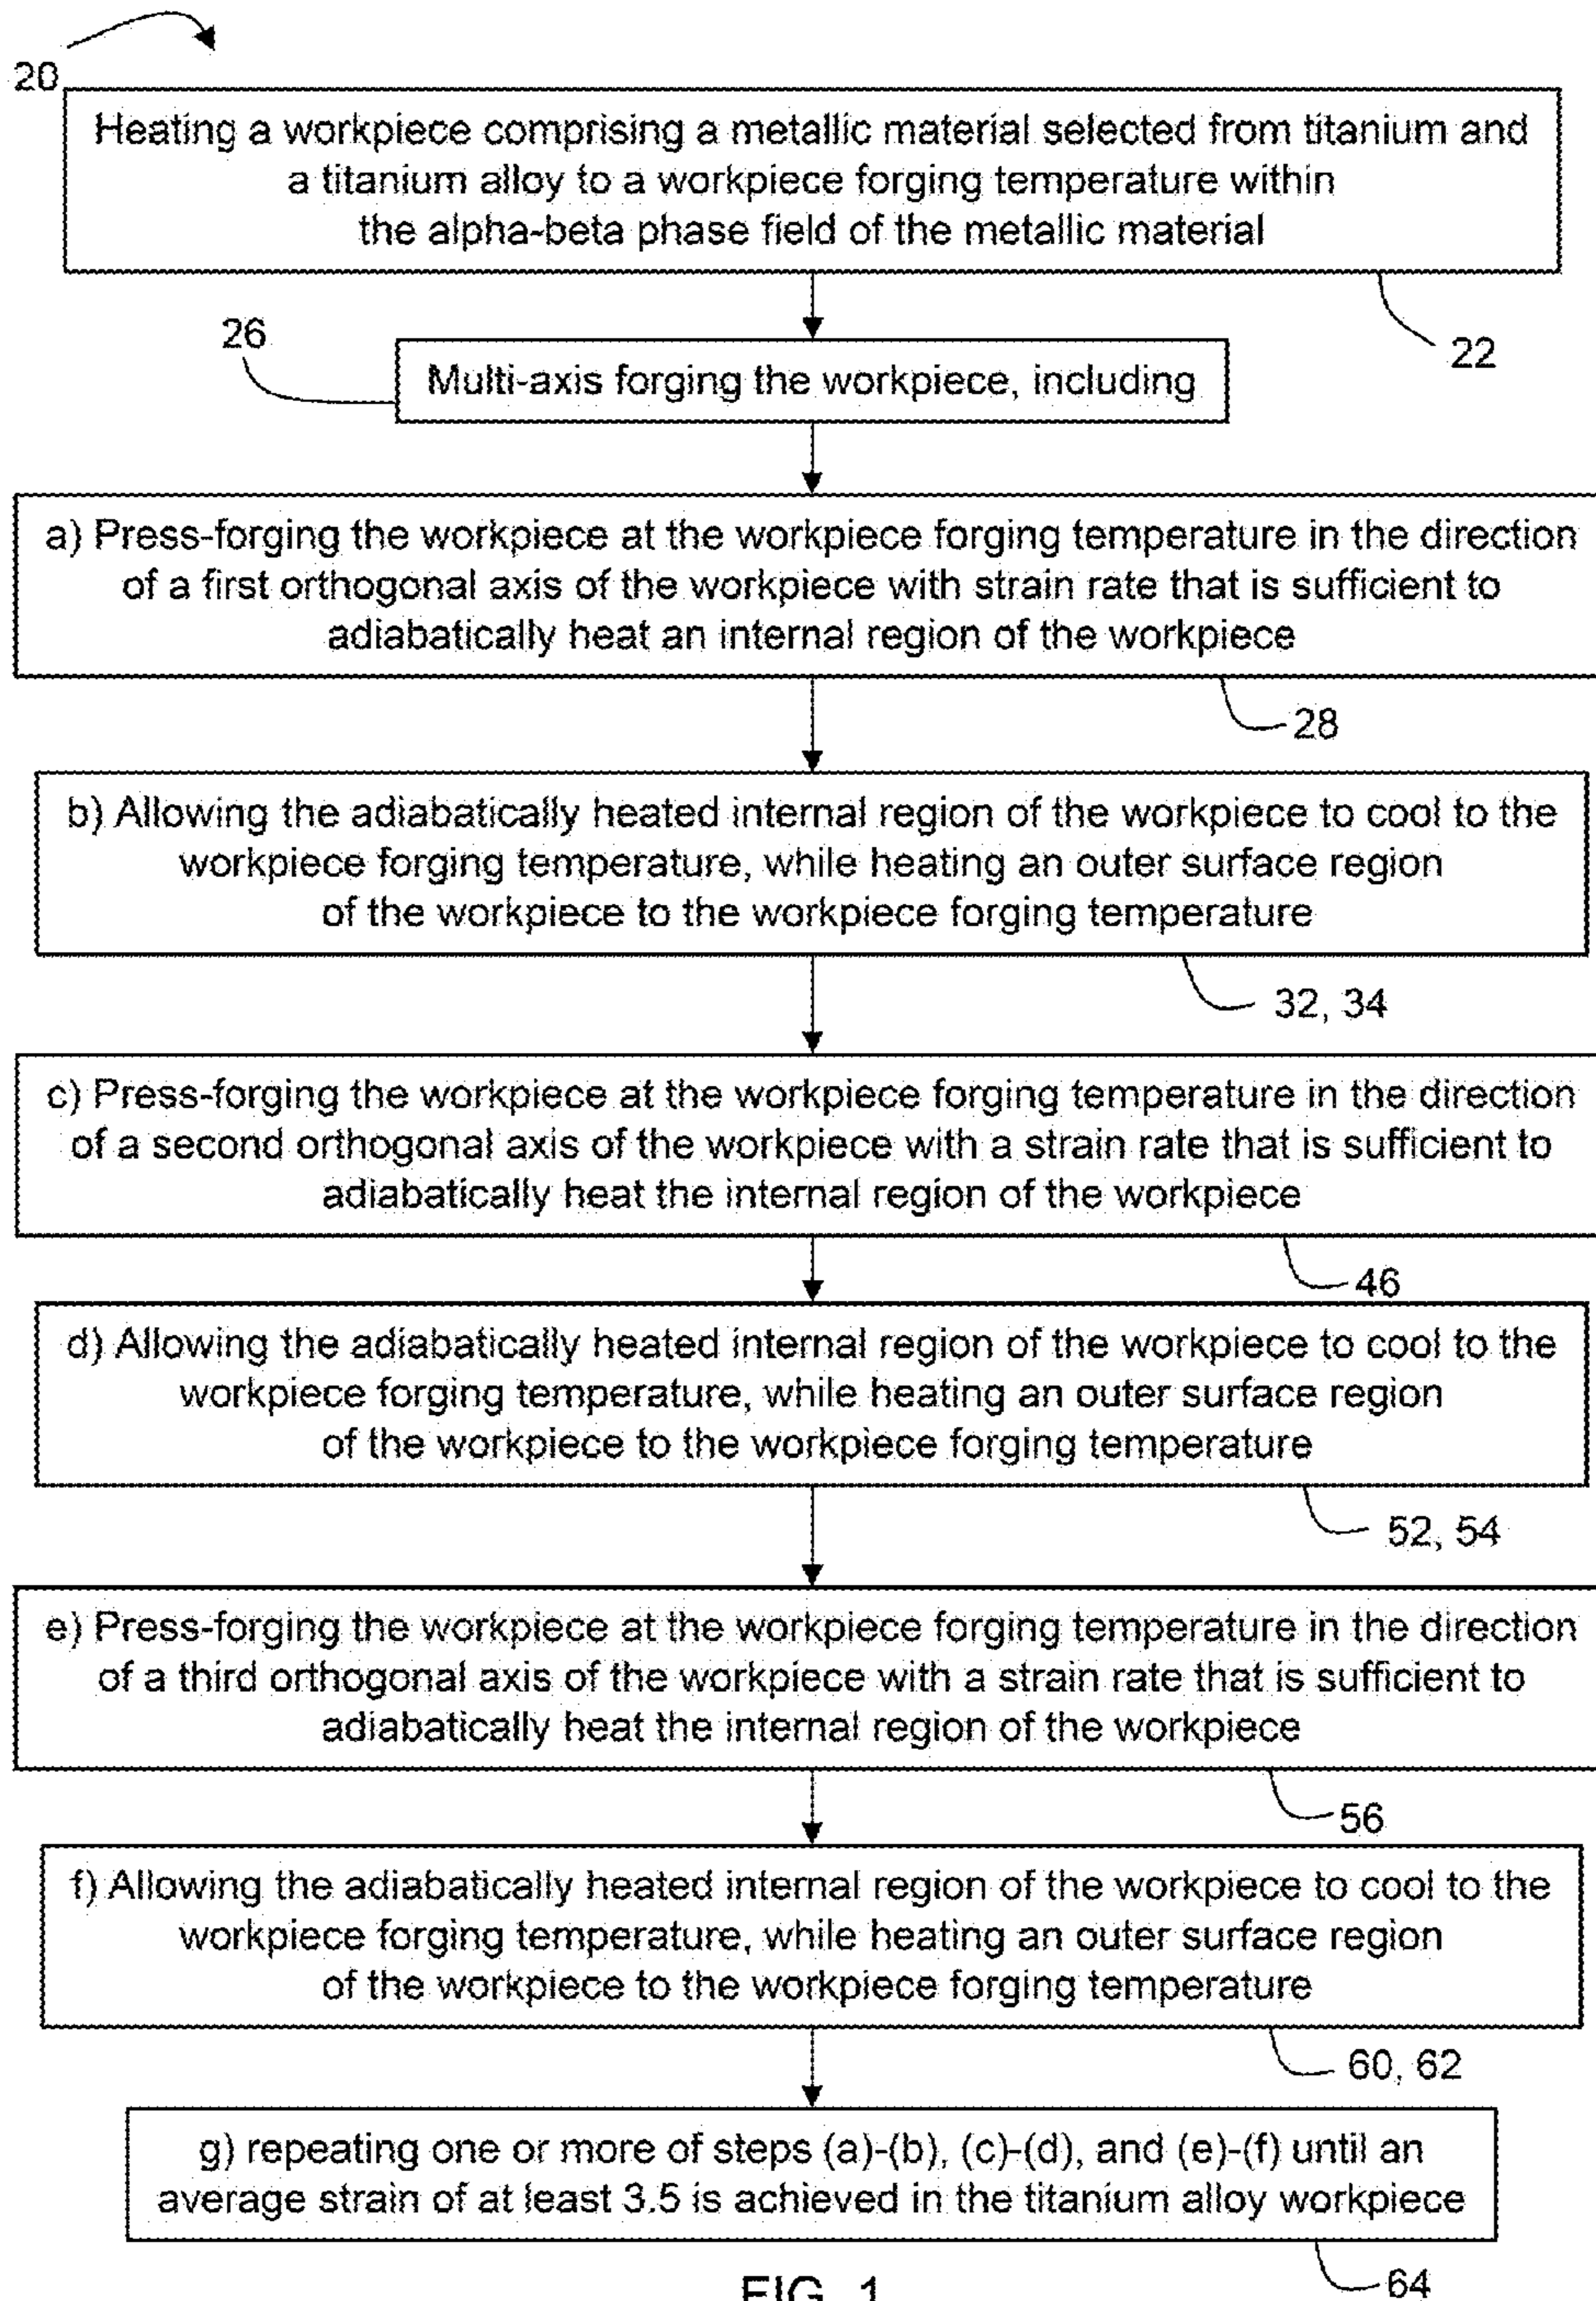 20
Heating a workpiece comprising a metallic material selected from titanium and
a titanium alloy to a workpiece forging temperature within
the alpha-beta phase field of the metallic material
22
26
Multi-axis forging the workpiece, including
a) Press-forging the workpiece at the workpiece forging temperature in the direction
of a first orthogonal axis of the workpiece with strain rate that is sufficient to
adiabatically heat an internal region of the workpiece
28
b) Allowing the adiabatically heated internal region of the workpiece to cool to the
workpiece forging temperature, while heating an outer surface region
of the workpiece to the workpiece forging temperature
32, 34
c) Press-forging the workpiece at the workpiece forging temperature in the direction
of a second orthogonal axis of the workpiece with a strain rate that is sufficient to
adiabatically heat the internal region of the workpiece
46
d) Allowing the adiabatically heated internal region of the workpiece to cool to the
workpiece forging temperature, while heating an outer surface region
of the workpiece to the workpiece forging temperature
52, 54
e) Press-forging the workpiece at the workpiece forging temperature in the direction
of a third orthogonal axis of the workpiece with a strain rate that is sufficient to
adiabatically heat the internal region of the workpiece
56
f) Allowing the adiabatically heated internal region of the workpiece to cool to the
workpiece forging temperature, while heating an outer surface region
of the workpiece to the workpiece forging temperature
60, 62
g) repeating one or more of steps (a)-(b), (c)-(d), and (e)-(f) until an
average strain of at least 3.5 is achieved in the titanium alloy workpiece
64
FIG. 1